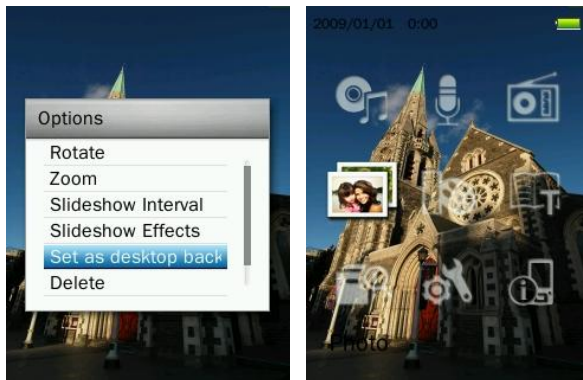 Options
Rotate
Zoom
Slideshow Interval
Slideshow Effects
Set as desktop back
Delete
2009/01/01 0:00
Photo